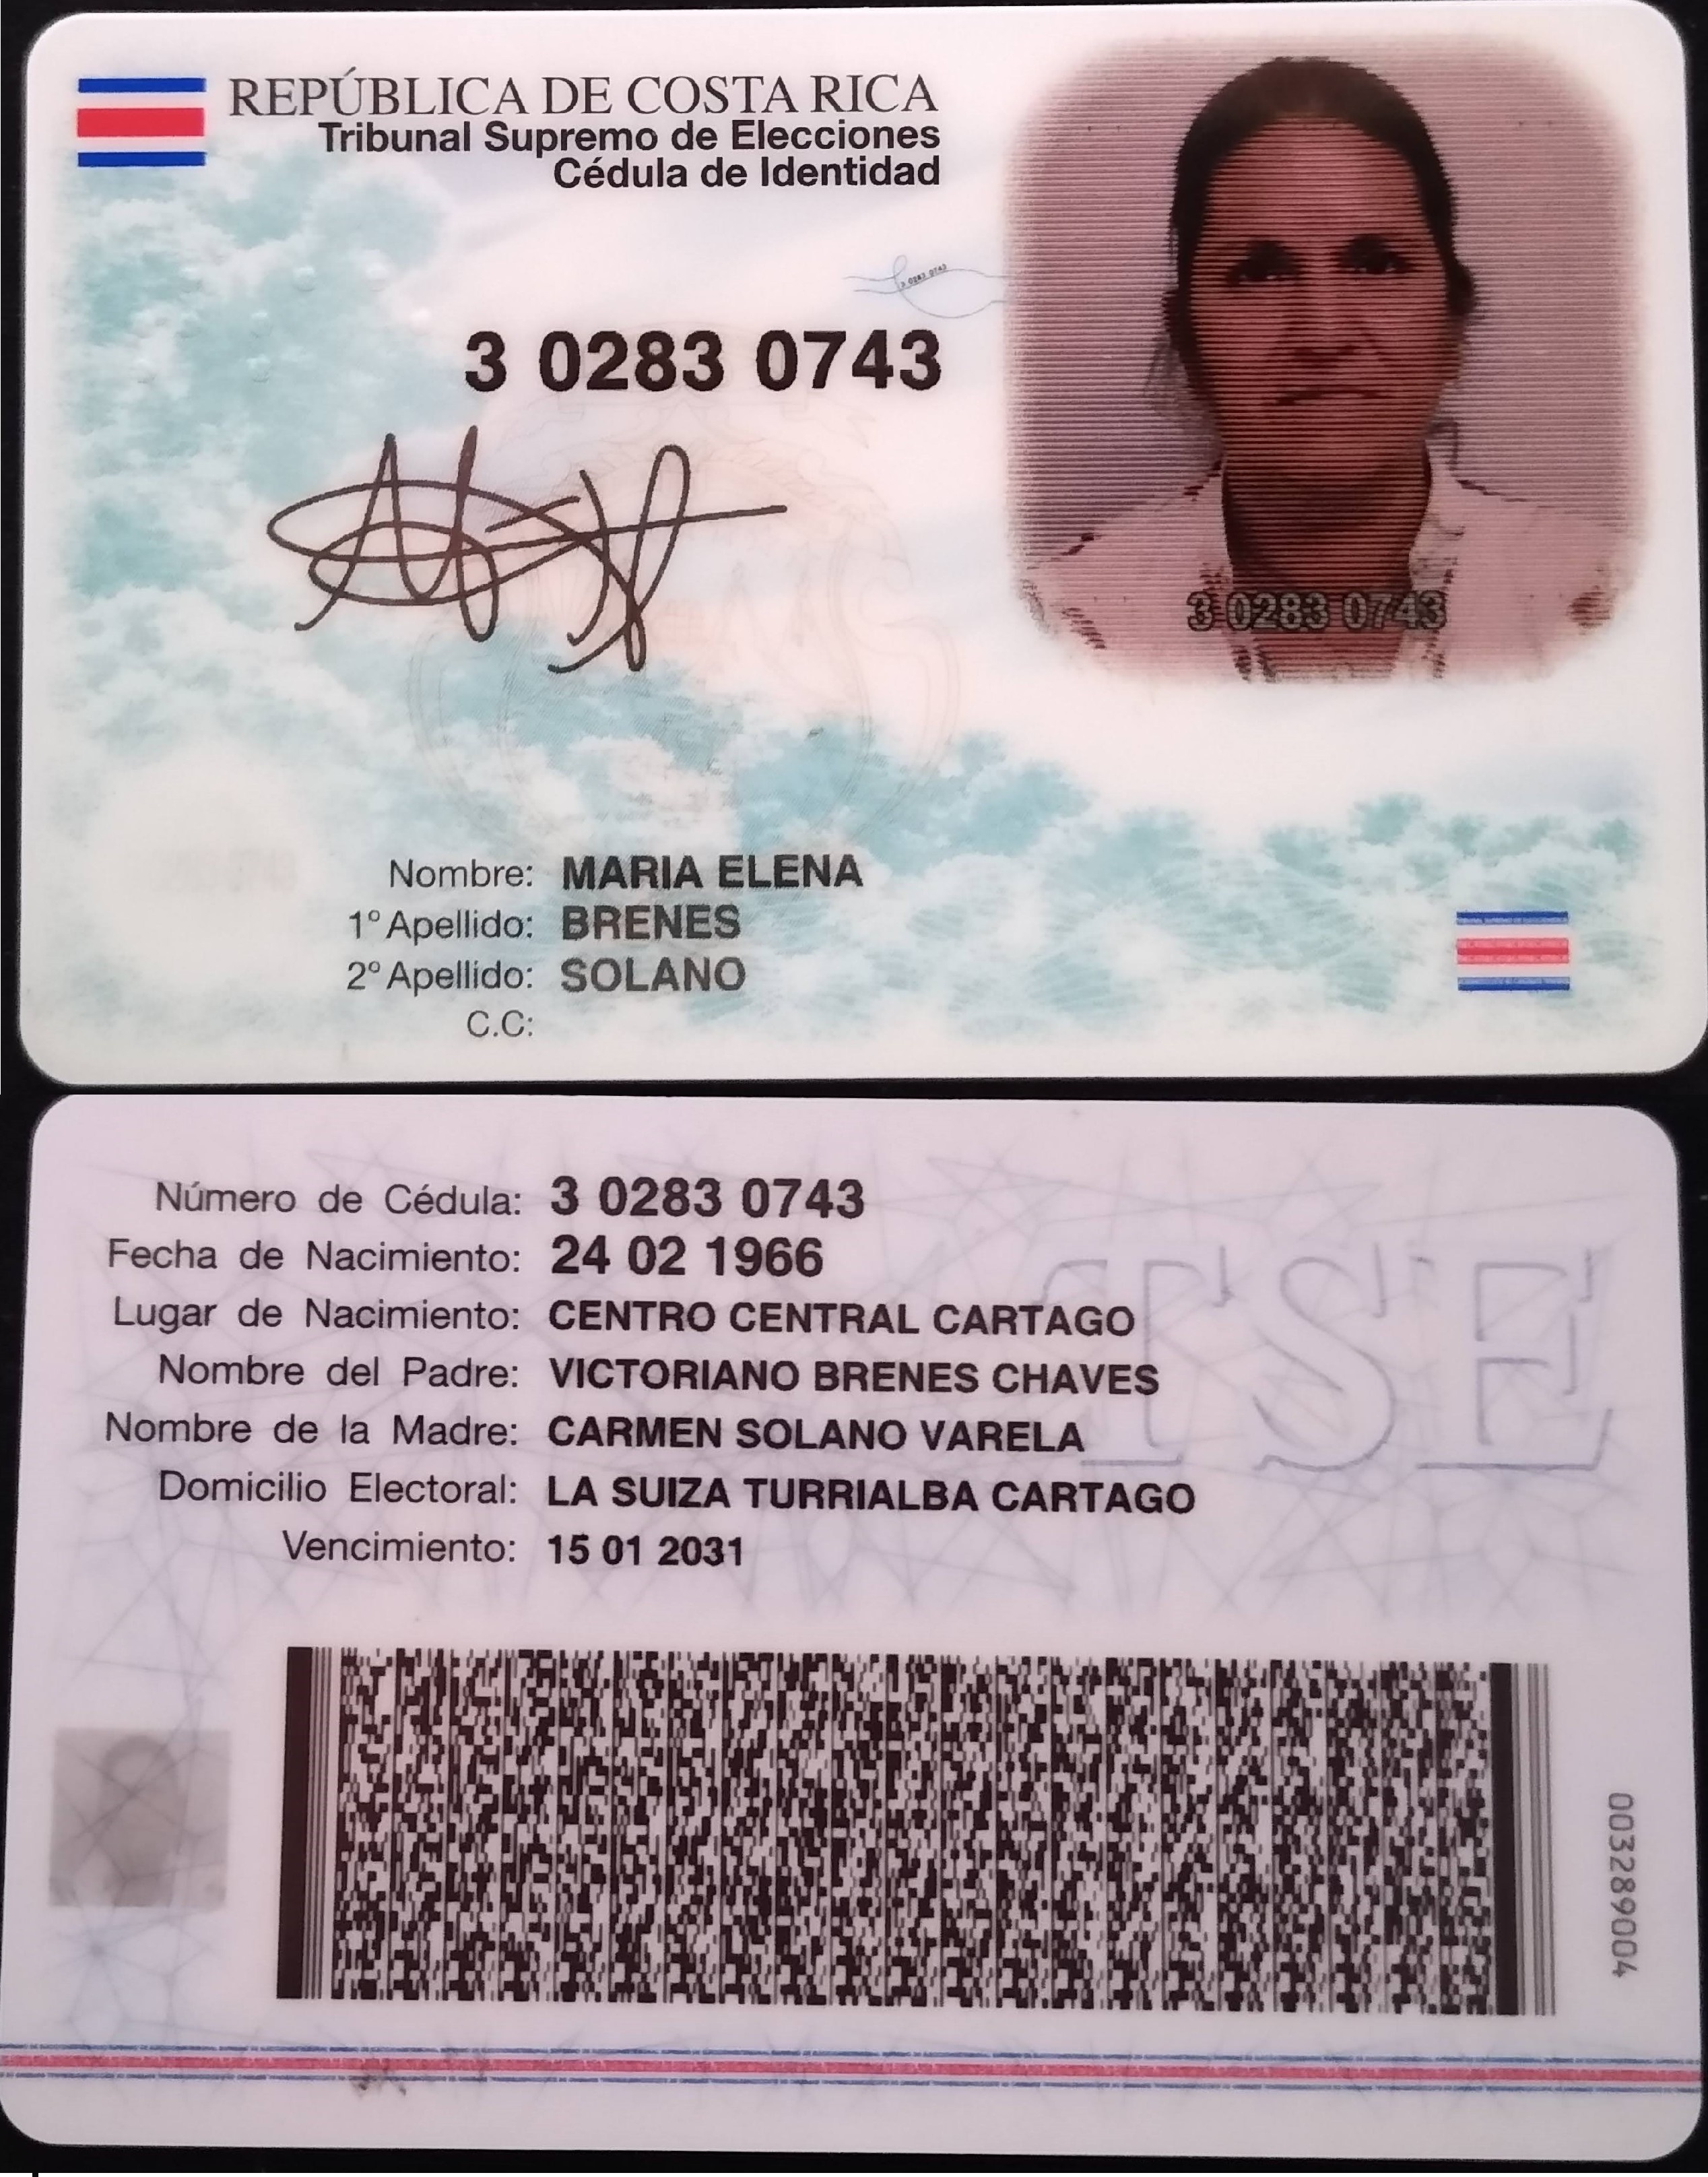 REPÚBLICA DE COSTA RICA
Tribunal Supremo de Elecciones
Cédula de Identidad
3 0283 0743
3 0283 0743
3 0283 0743
Nombre: MARIA ELENA
1º Apellido: BRENES
2º Apellido: SOLANO
C.C:
Número de Cédula: 3 0283 0743
Fecha de Nacimiento: 24 02 1966
Lugar de Nacimiento: CENTRO CENTRAL CARTAGO
Nombre del Padre: VICTORIANO BRENES CHAVES
Nombre de la Madre: CARMEN SOLANO VARELA
Domicilio Electoral: LA SUIZA TURRIALBA CARTAGO
Vencimiento: 15 01 2031
TSE
003289004